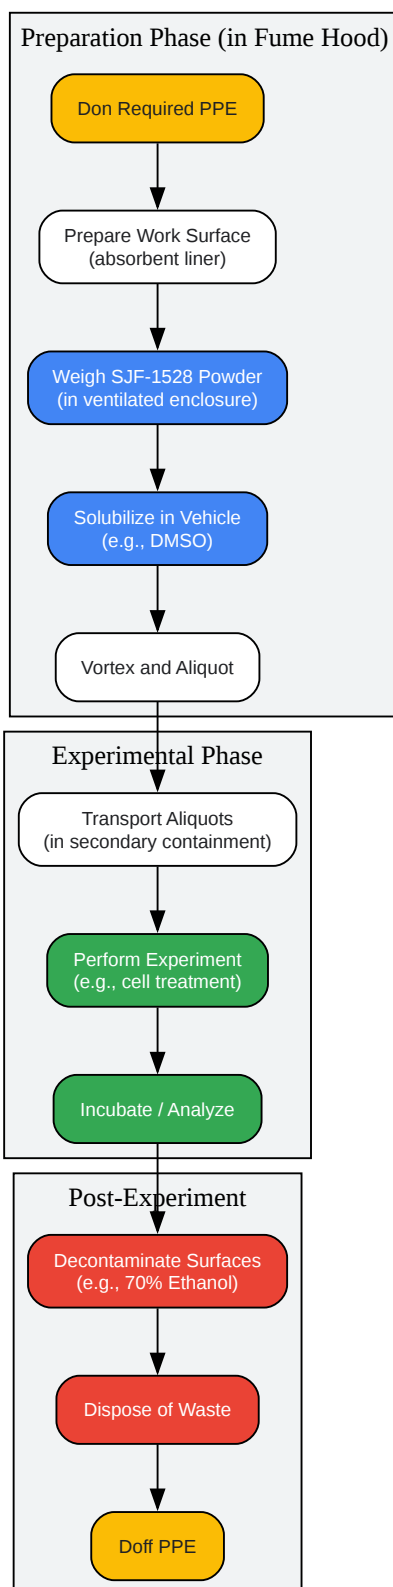 Preparation Phase (in Fume Hood)
Don Required PPE
Prepare Work Surface
(absorbent liner)
Weigh SJF-1528 Powder
(in ventilated enclosure)
Solubilize in Vehicle
(e.g., DMSO)
Vortex and Aliquot
Experimental Phase
Transport Aliquots
(in secondary containment)
Perform Experiment
(e.g., cell treatment)
Incubate / Analyze
Post-Experiment
Decontaminate Surfaces
(e.g., 70% Ethanol)
Dispose of Waste
Doff PPE